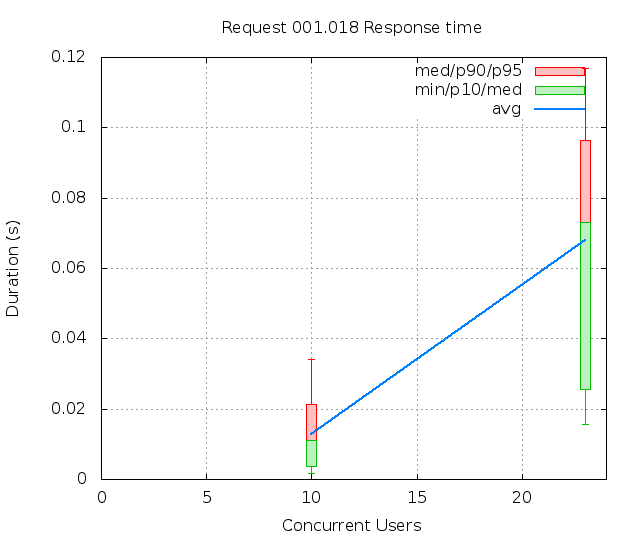 Request 001.018 Response time
0.12
0.1
0.08
0.06
0.04
0.02
0
Duration (s)
med/p90/p95
min/p10/med
avg
0 5 10 15 20
Concurrent Users